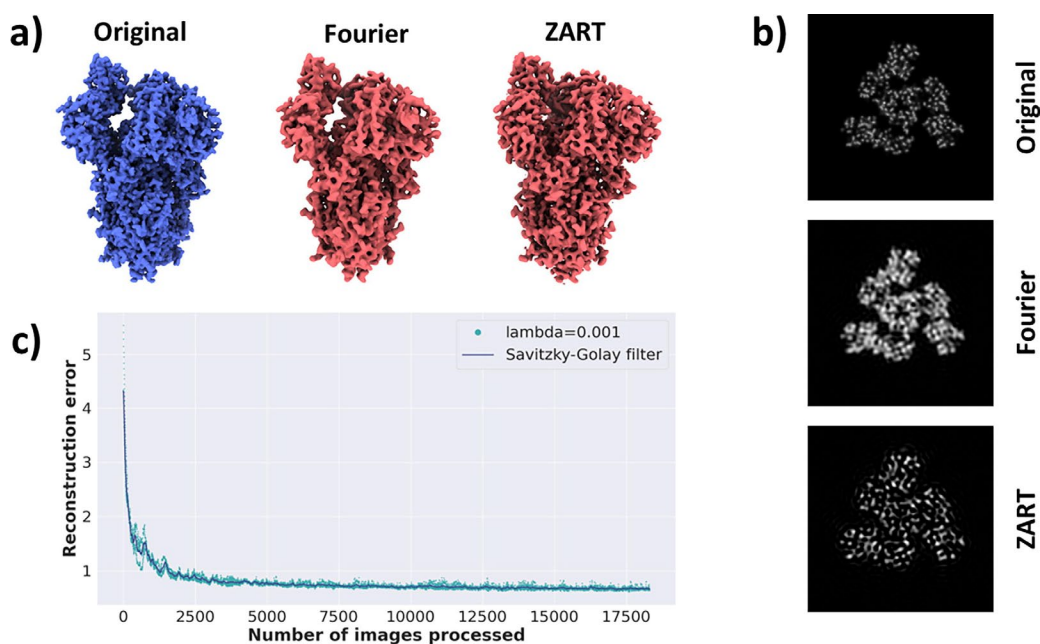 a)
Original
Fourier
ZART
b)
Original
Fourier
ZART
c)
Reconstruction error
5
4
3
2
1
lambda=0.001
Savitzky-Golay filter
0
2500
5000
7500
10000
12500
15000
17500
Number of images processed